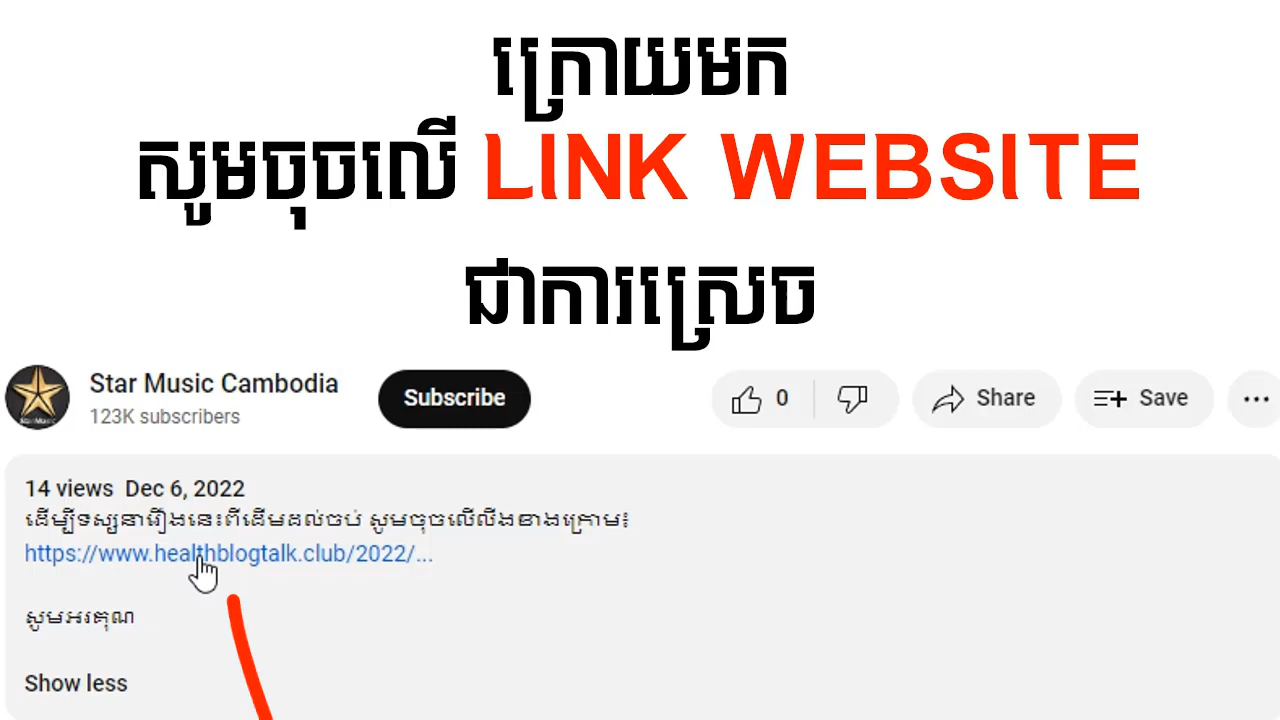 ក្រោយមក
សូមចុចលើ LINK WEBSITE
ជាការស្រេច
Star Music Cambodia
123K subscribers
Subscribe
0
Share
Save
14 views Dec 6, 2022
ដើម្បីទស្សនារឿងនេះពីដើមដល់ចប់ សូមចុចលើលីងខាងក្រោម៖
https://www.healthblogtalk.club/2022/...
សូមអរគុណ
Show less